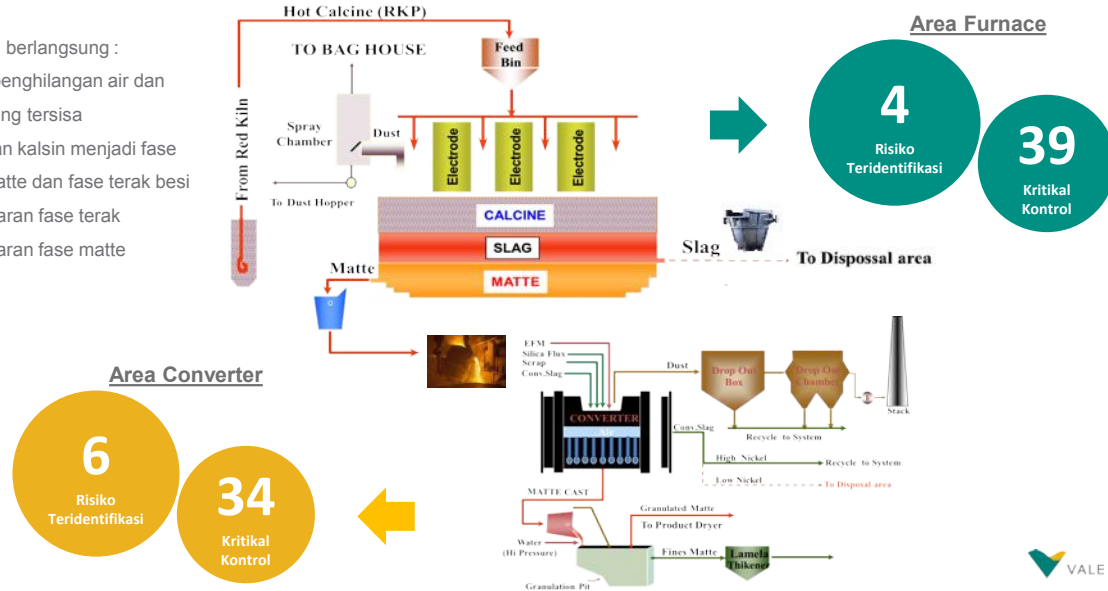 berlangsung :
penghilangan air dan
ng tersisa
an kalsin menjadi fase
atte dan fase terak besi
aran fase terak
aran fase matte
Hot Calcine (RKP)
TO BAG HOUSE
Feed
Bin
From Red Kiln
Spray
Chamber
Dust
To Dust Hopper
Electrode
Electrode
Electrode
CALCINE
SLAG
MATTE
Matte
Slag
To Dispossal area
Area Furnace
4
Risiko
Teridentifikasi
39
Kritikal
Kontrol
Area Converter
6
Risiko
Teridentifikasi
34
Kritikal
Kontrol
EFM
Silica Flux
Scrap
Conv.Slag
CONVERTER
Air
Dust
Drop Out
Box
Drop Out
Chamber
Stack
Recycle to System
Conv.Slag
High Nickel
Recycle to System
Low Nickel
To Disposal area
MATTE CAST
Water
(Hi Pressure)
Granulated Matte
To Product Dryer
Fines Matte
Lamela
Thikener
Granulation Pit
VALE